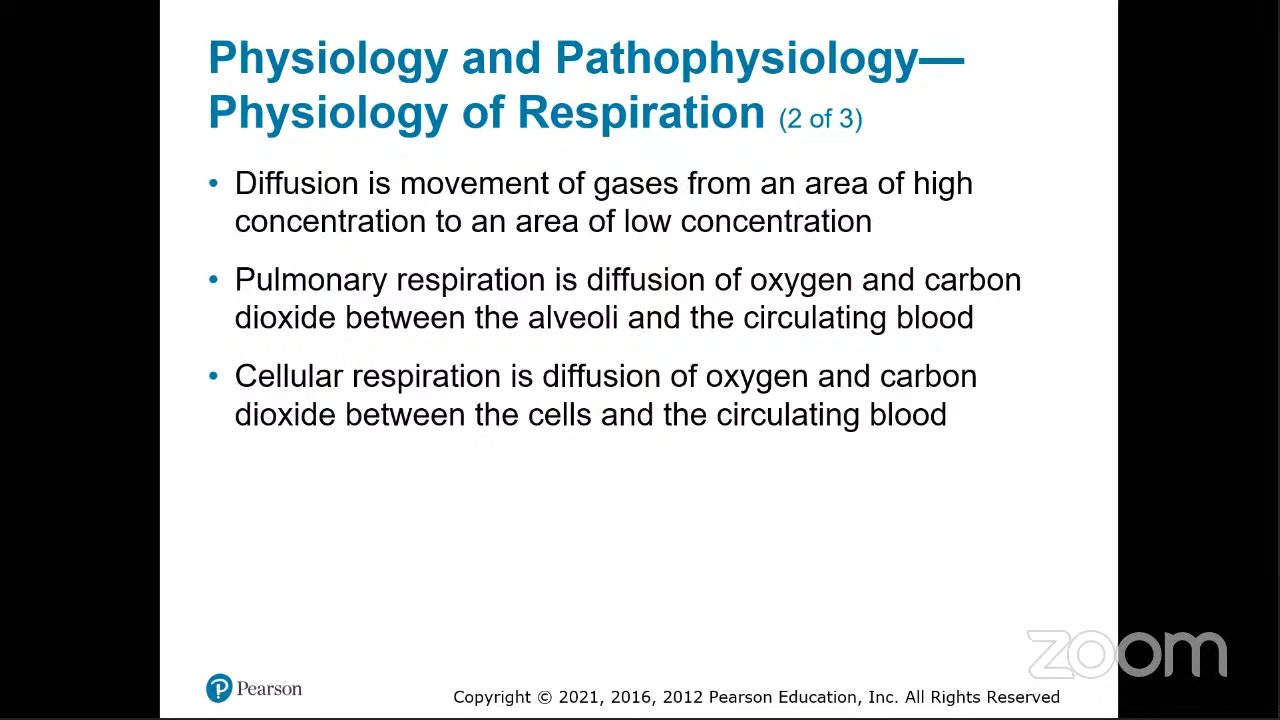 Physiology and Pathophysiology—
Physiology of Respiration (2 of 3)
• Diffusion is movement of gases from an area of high
concentration to an area of low concentration
• Pulmonary respiration is diffusion of oxygen and carbon
dioxide between the alveoli and the circulating blood
• Cellular respiration is diffusion of oxygen and carbon
dioxide between the cells and the circulating blood
zoom
Pearson
Copyright © 2021, 2016, 2012 Pearson Education, Inc. All Rights Reserved